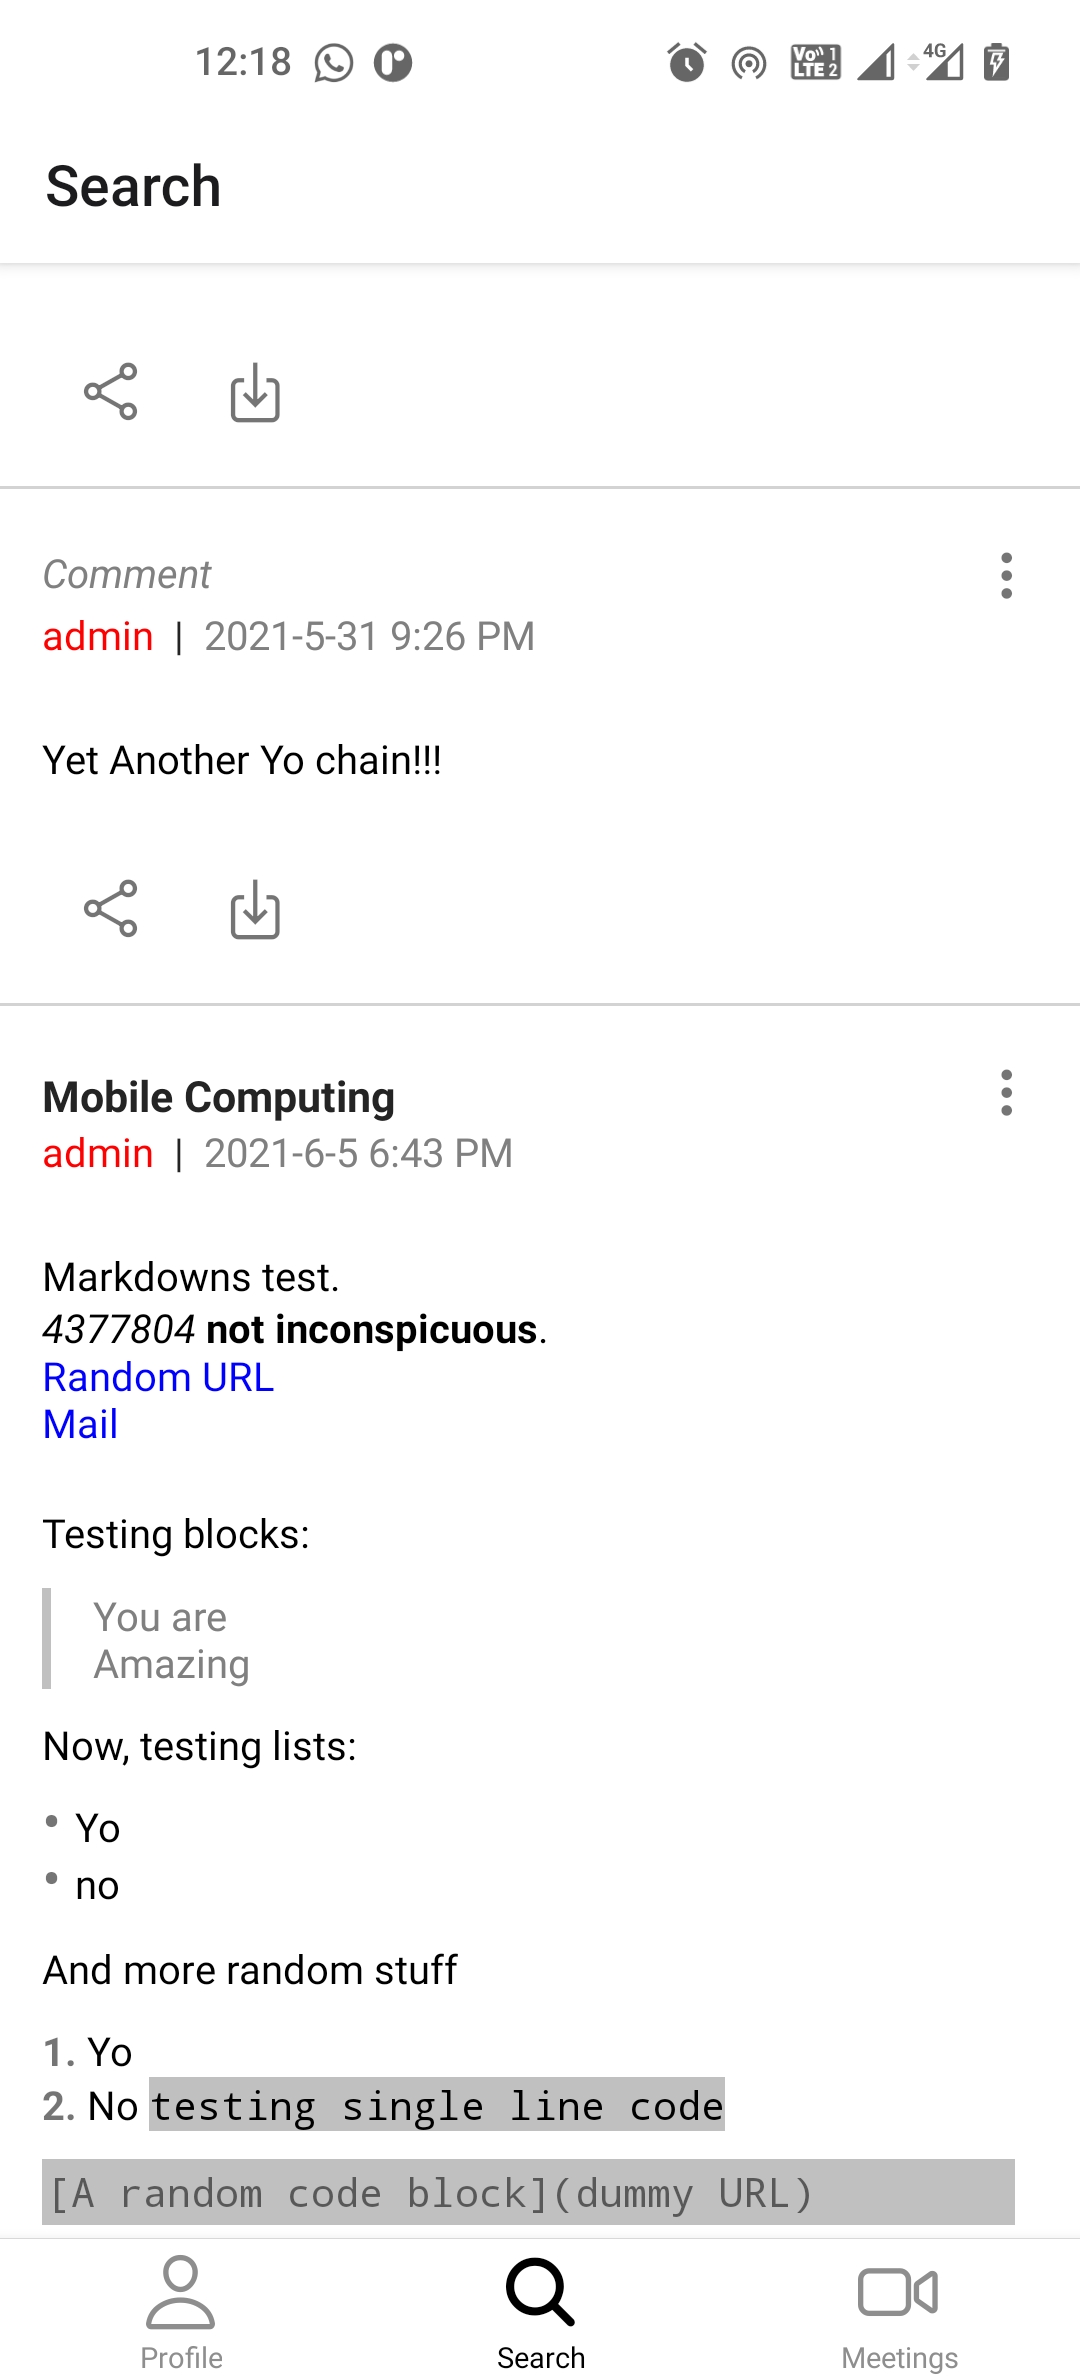 12:18
Vo 1
LTE 2
4G
Search
Comment
admin | 2021-5-31 9:26 PM
Yet Another Yo chain!!!
Mobile Computing
admin | 2021-6-5 6:43 PM
Markdowns test.
4377804 not inconspicuous.
Random URL
Mail
Testing blocks:
You are
Amazing
Now, testing lists:
• Yo
• no
And more random stuff
1. Yo
2. No testing single line code
[A random code block](dummy URL)
Profile
Search
Meetings